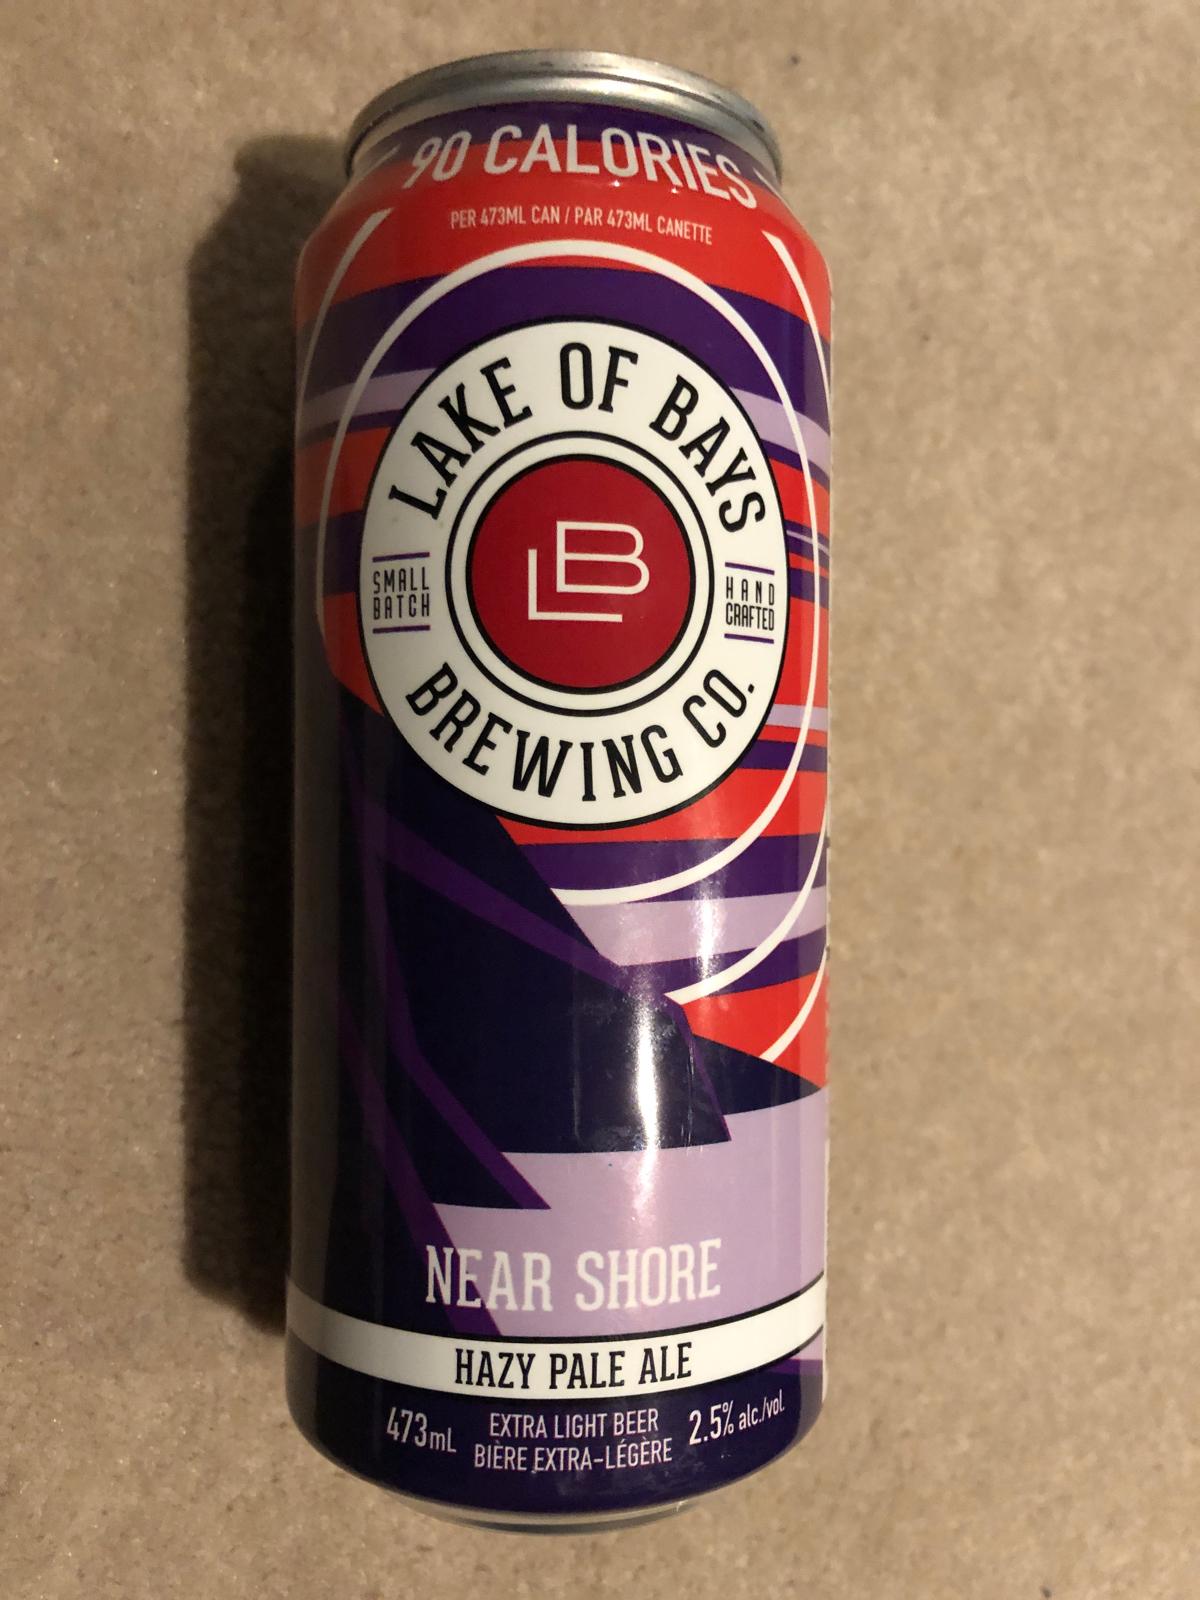 90 CALORIES
PER 473ML CAN / PAR 473ML CANETTE
LAKE OF BAYS
SMALL
BATCH
LB
HAND
CRAFTED
BREWING CO.
NEAR SHORE
HAZY PALE ALE
473mL
EXTRA LIGHT BEER
BIÈRE EXTRA-LÉGÈRE
2.5% alc./vol.